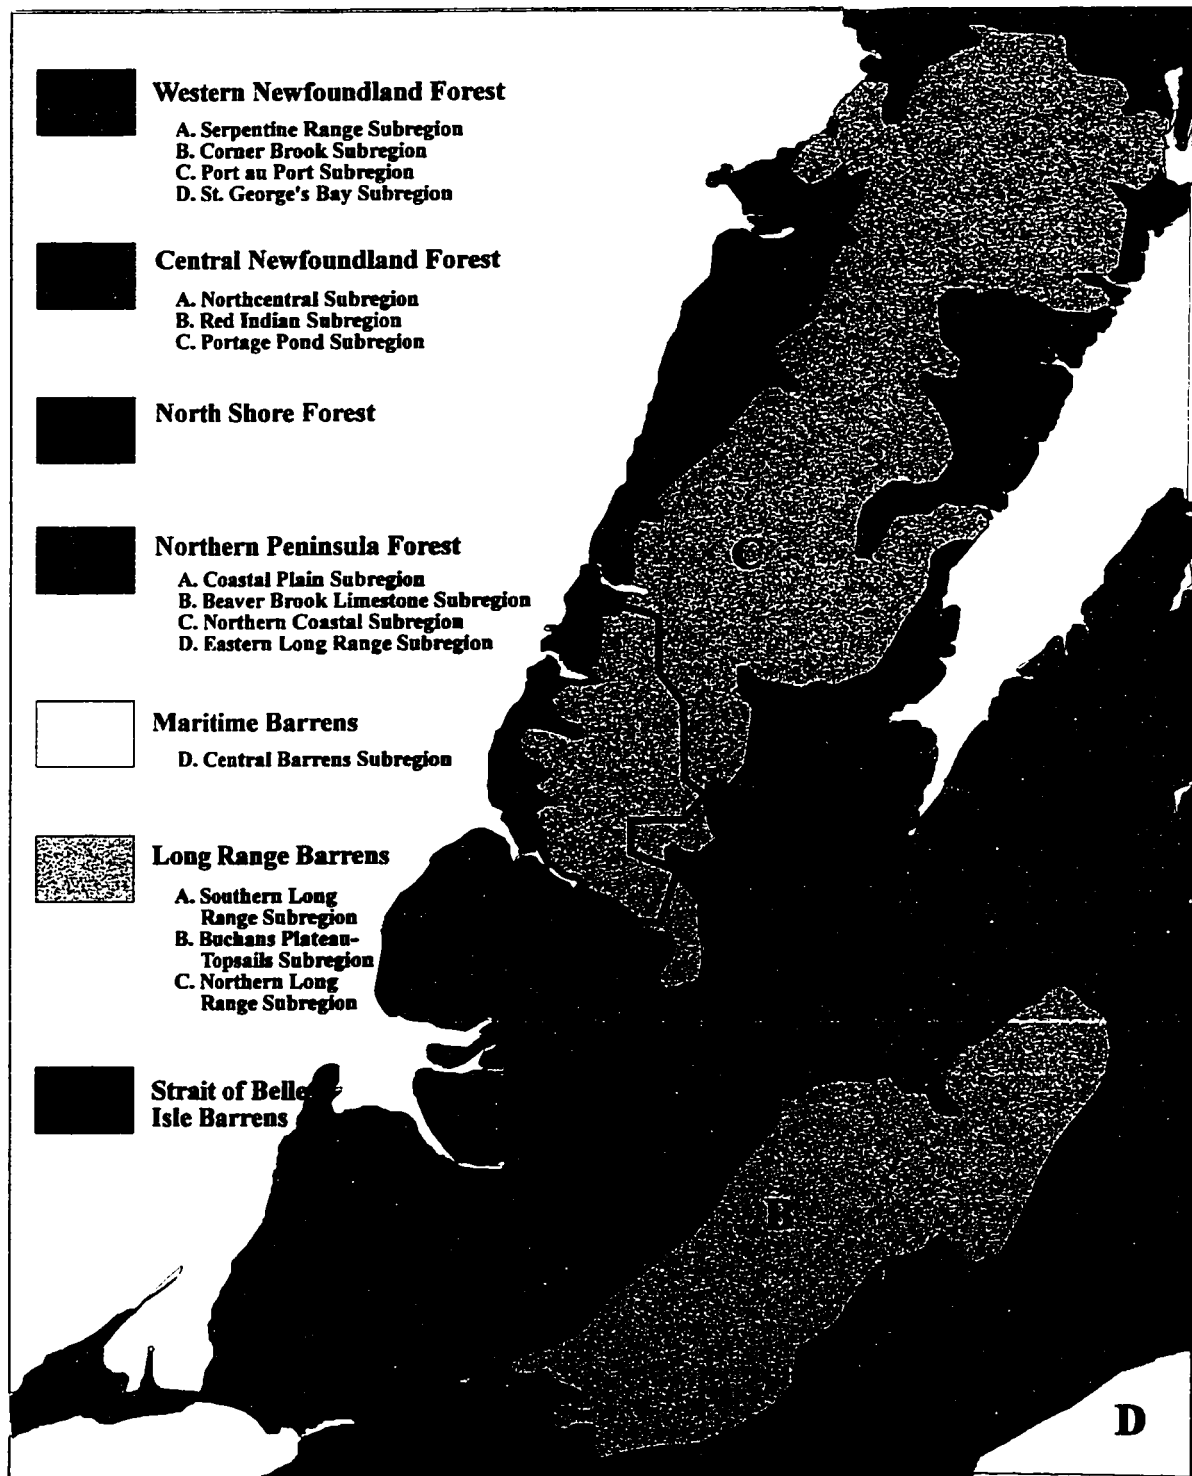 Western Newfoundland Forest
A. Serpentine Range Subregion
B. Corner Brook Subregion
C. Port au Port Subregion
D. St. George's Bay Subregion
Central Newfoundland Forest
A. Northcentral Subregion
B. Red Indian Subregion
C. Portage Pond Subregion
North Shore Forest
Northern Peninsula Forest
A. Coastal Plain Subregion
B. Beaver Brook Limestone Subregion
C. Northern Coastal Subregion
D. Eastern Long Range Subregion
Maritime Barrens
D. Central Barrens Subregion
Long Range Barrens
A. Southern Long
Range Subregion
B. Buchans Plateau-
Topsails Subregion
C. Northern Long
Range Subregion
Strait of Belle
Isle Barrens
C
B
D